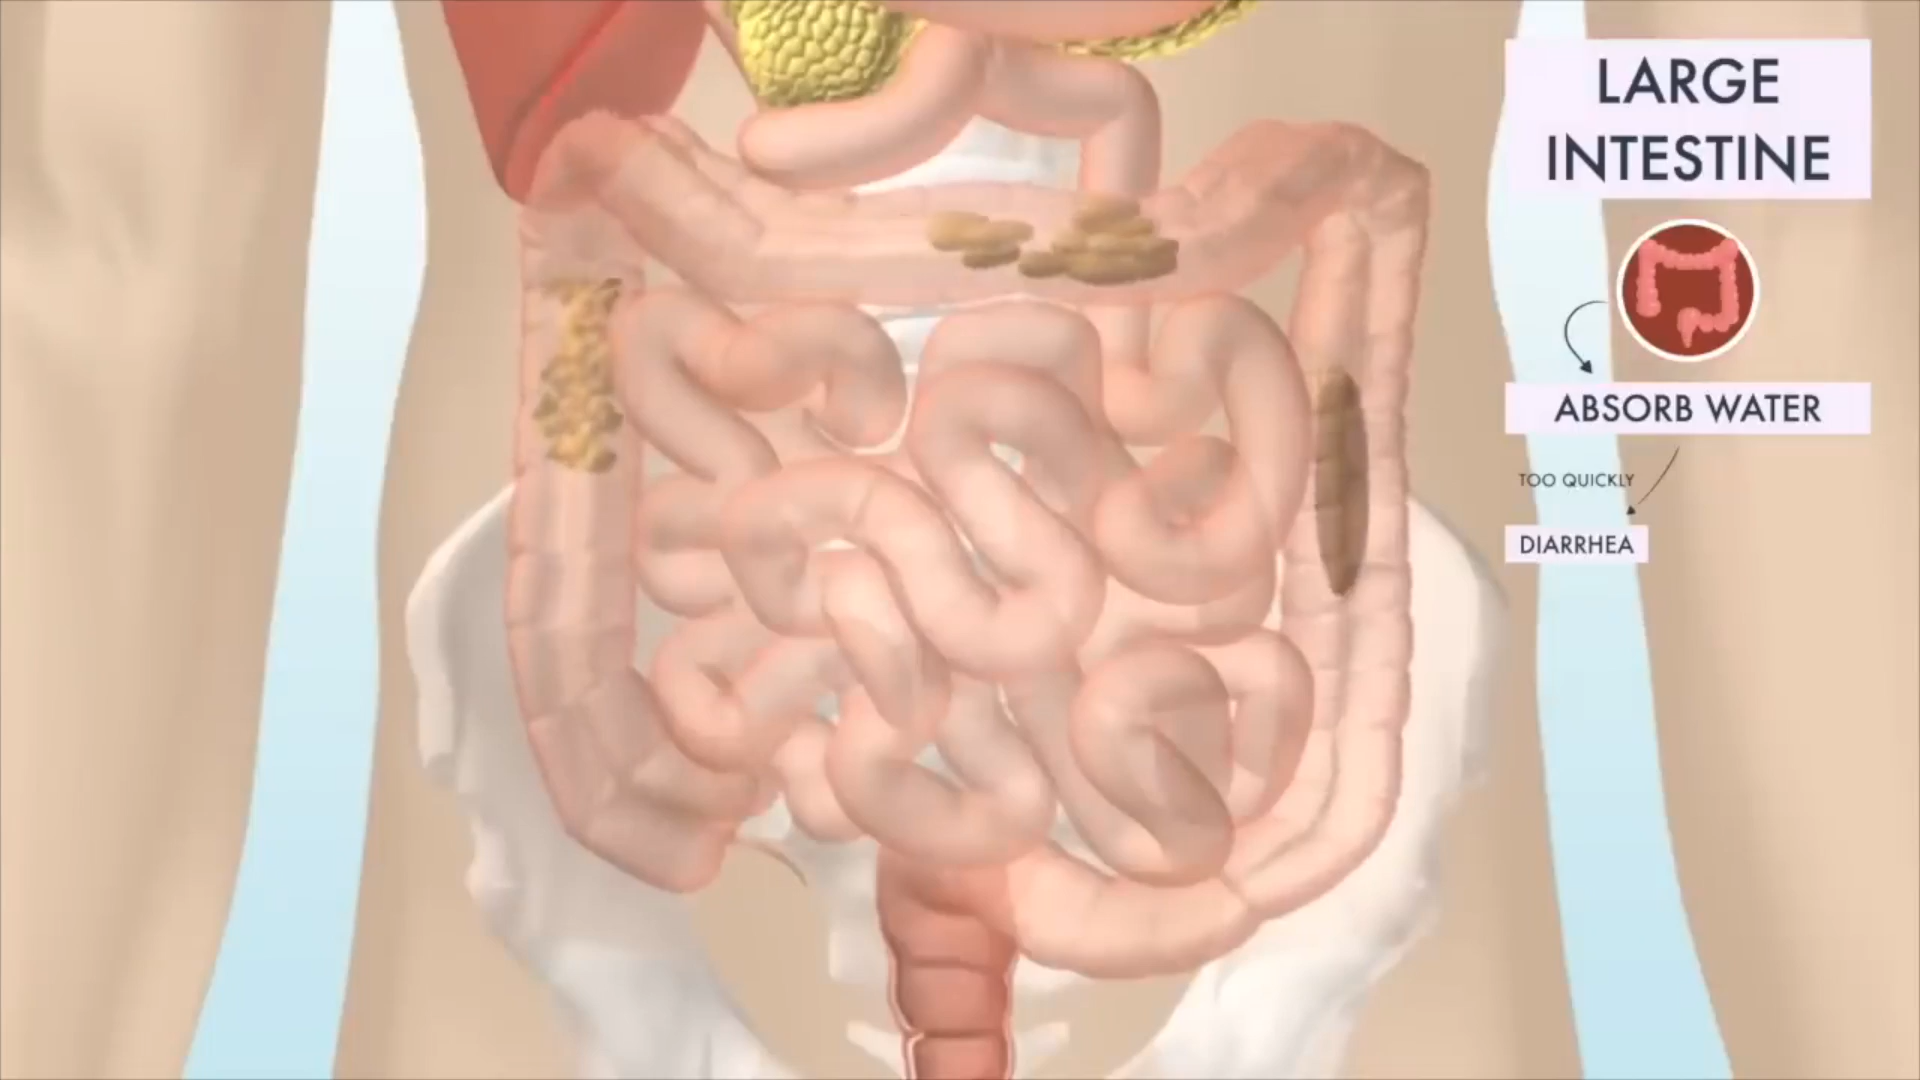 LARGE
INTESTINE
ABSORB WATER
TOO QUICKLY
DIARRHEA